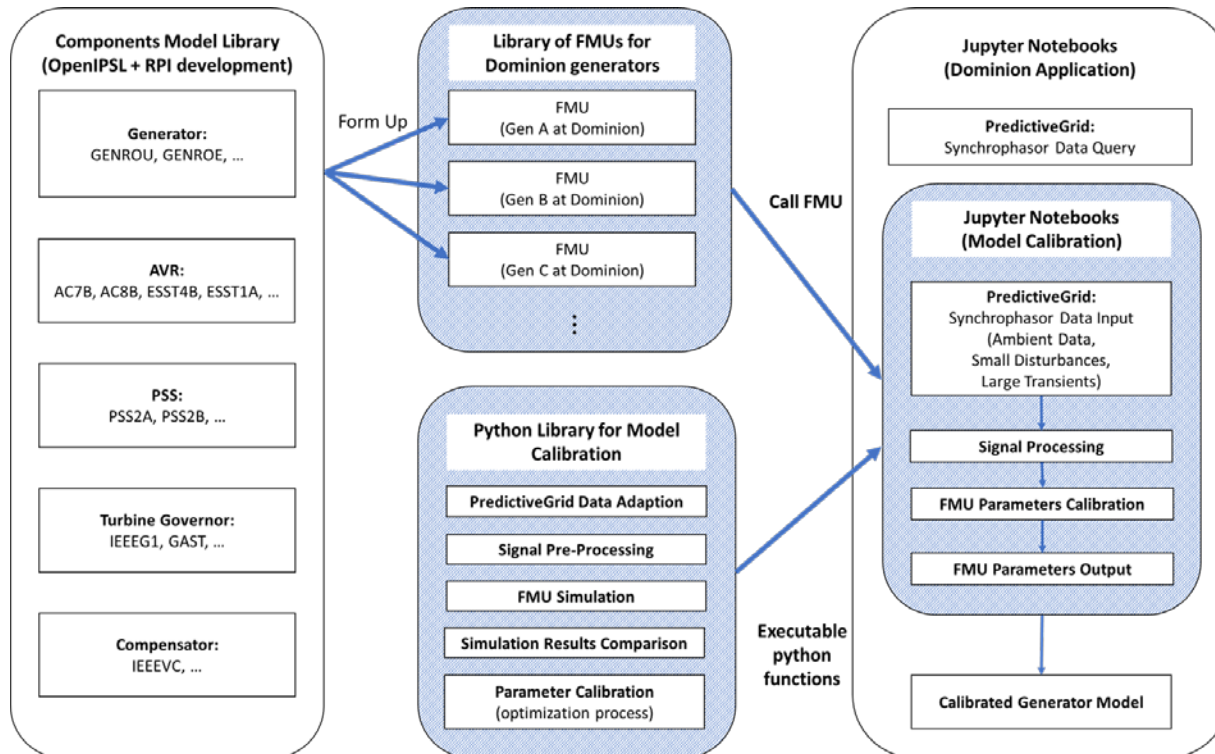 Components Model Library
(OpenIPSL + RPI development)
Generator:
GENROU, GENROE, ...
AVR:
AC7B, AC8B, ESST4B, ESST1A, ...
PSS:
PSS2A, PSS2B, ...
Turbine Governor:
IEEEG1, GAST, ...
Compensator:
IEEEVC, ...
Form Up
Library of FMUs for
Dominion generators
FMU
(Gen A at Dominion)
FMU
(Gen B at Dominion)
FMU
(Gen C at Dominion)
⋮
Python Library for Model
Calibration
PredictiveGrid Data Adaption
Signal Pre-Processing
FMU Simulation
Simulation Results Comparison
Parameter Calibration
(optimization process)
Call FMU
Executable
python
functions
Jupyter Notebooks
(Dominion Application)
PredictiveGrid:
Synchrophasor Data Query
Jupyter Notebooks
(Model Calibration)
PredictiveGrid:
Synchrophasor Data Input
(Ambient Data,
Small Disturbances,
Large Transients)
Signal Processing
FMU Parameters Calibration
FMU Parameters Output
Calibrated Generator Model